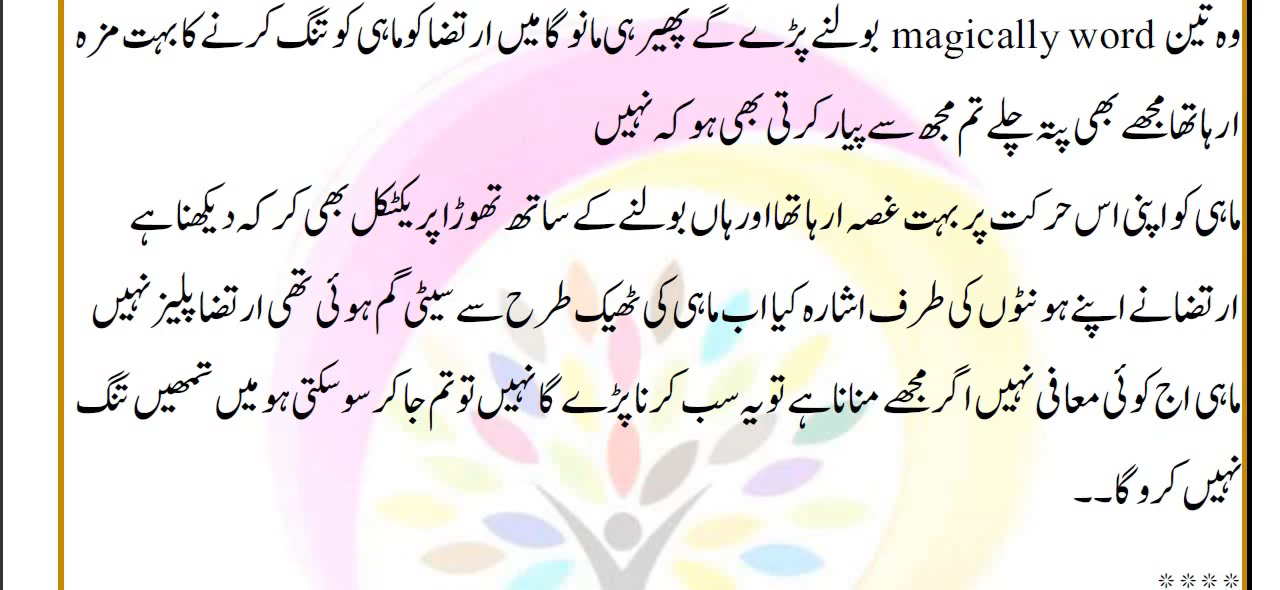 وہ تین magically word بولنے پڑے گے پھیر ہی مانو گا میں ارتضا کو ماہی کو تنگ کرنے کا بہت مزہ
ارہا تھا مجھے بھی پتہ چلے تم مجھ سے پیار کرتی بھی ہو کہ نہیں
ماہی کو اپنی اس حرکت پر بہت غصہ ارہا تھا اور ہاں بولنے کے ساتھ تھوڑا پریکٹکل بھی کر کہ دیکھنا ہے
ارتضا نے اپنے ہونٹوں کی طرف اشارہ کیا اب ماہی کی ٹھیک طرح سے سیٹی گم ہوئی تھی ارتضا پلیز نہیں
ماہی اج کوئی معافی نہیں اگر مجھے منانا ہے تو یہ سب کرنا پڑے گا نہیں تو تم جا کر سو سکتی ہو میں تمھیں تنگ
نہیں کرو گا۔۔
※※※※